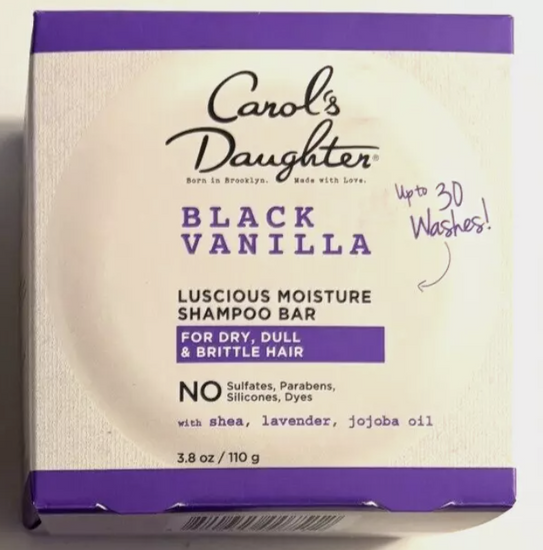 Carol's
Daughter®
Born in Brooklyn. Made with Love.
BLACK
VANILLA
Up to 30
Washes!
LUSCIOUS MOISTURE
SHAMPOO BAR
FOR DRY, DULL
& BRITTLE HAIR
NO Sulfates, Parabens,
Silicones, Dyes
with shea, lavender, jojoba oil
3.8 oz / 110 g